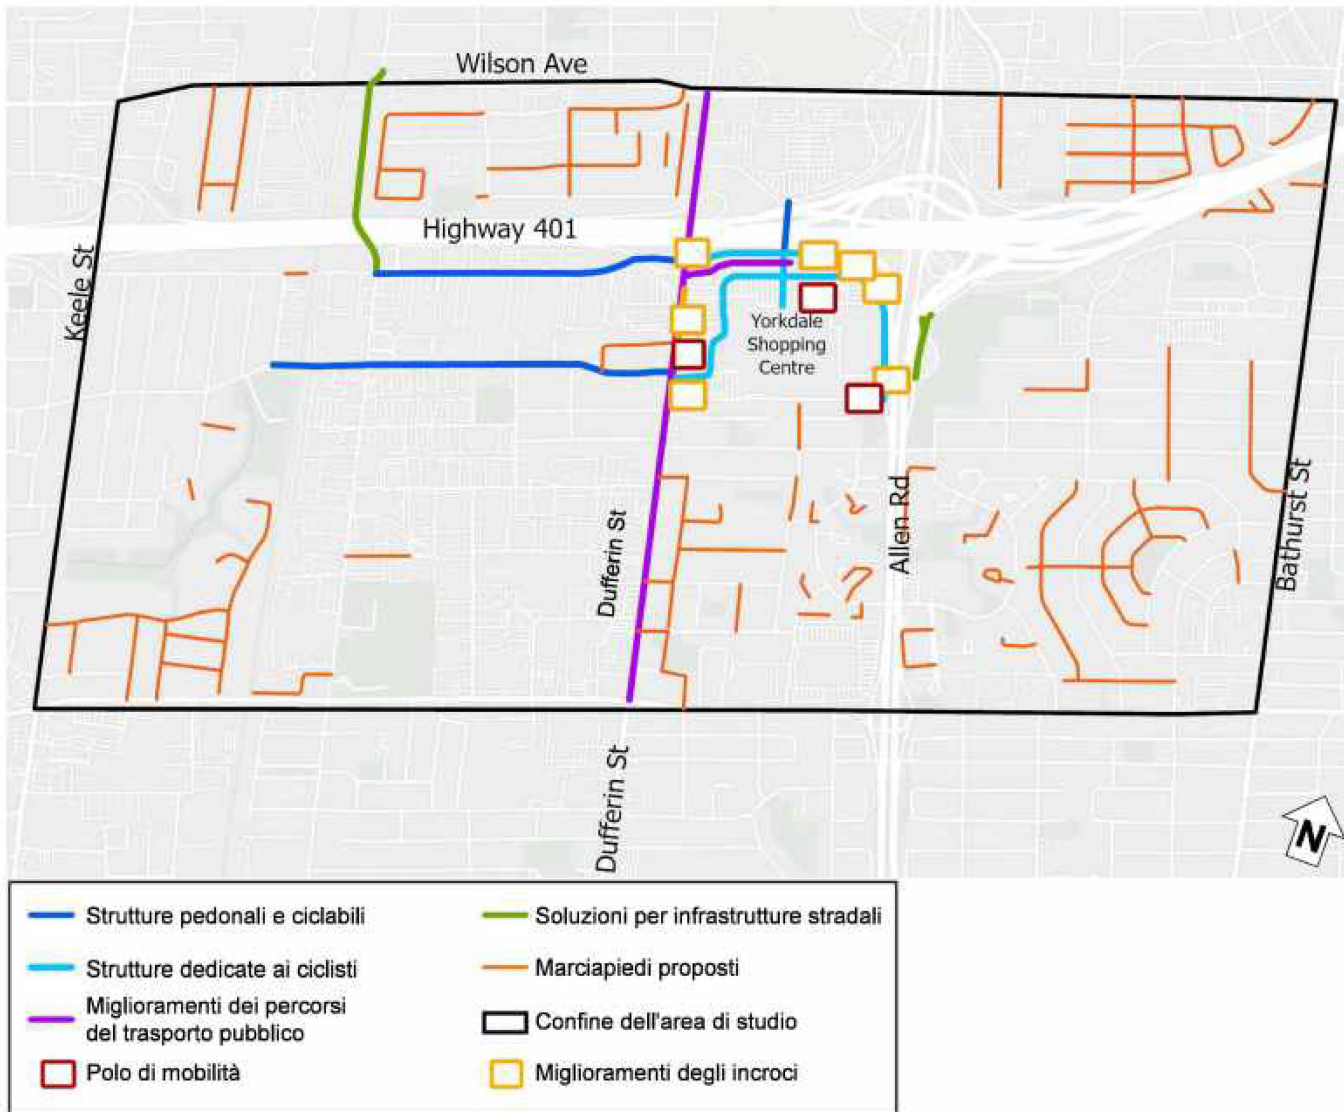 Wilson Ave
Highway 401
Keele St
Yorkdale
Shopping
Centre
Allen Rd
Bathurst St
Dufferin St
Dufferin St
N
Strutture pedonali e ciclabili
Soluzioni per infrastrutture stradali
Strutture dedicate ai ciclisti
Marciapiedi proposti
Miglioramenti dei percorsi
del trasporto pubblico
Confine dell'area di studio
Polo di mobilità
Miglioramenti degli incroci